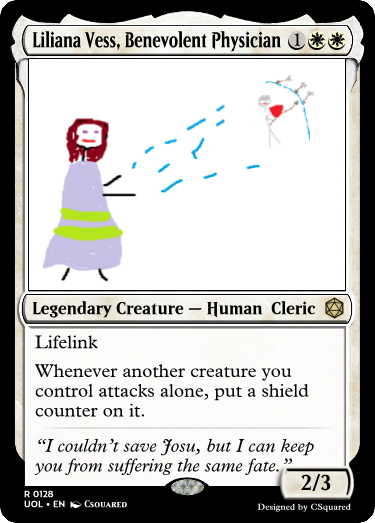 Liliana Vess, Benevolent Physician 1
Legendary Creature — Human Cleric
Lifelink
Whenever another creature you
control attacks alone, put a shield
counter on it.
“I couldn’t save Josu, but I can keep
you from suffering the same fate.”
2/3
R 0128
UOL • EN CSQUARED
Designed by CSquared